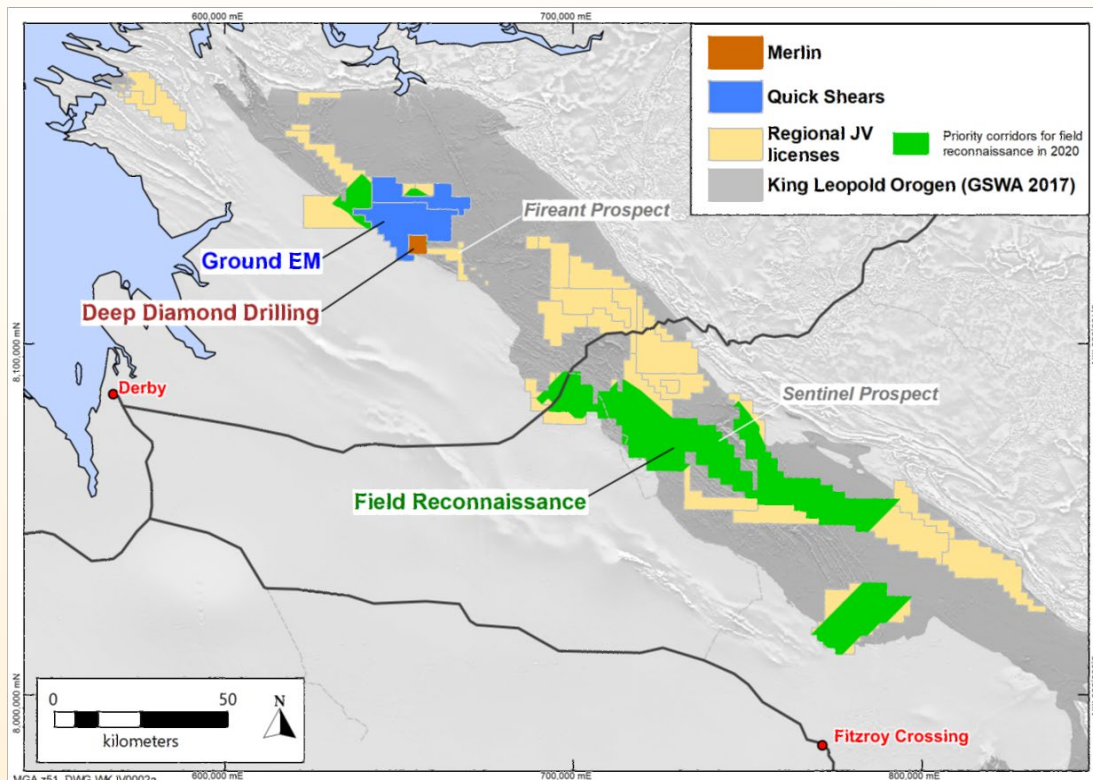 600,000 mE
700,000 mE
Merlin
Quick Shears
Regional JV
licenses
Priority corridors for field
reconnaissance in 2020
King Leopold Orogen (GSWA 2017)
Fireant Prospect
Ground EM
Deep Diamond Drilling
8,100,000 mN
Derby
Sentinel Prospect
Field Reconnaissance
8,000,000 mN
0 50
kilometers
N
Fitzroy Crossing
600,000 mE
700,000 mE
800,000 mE